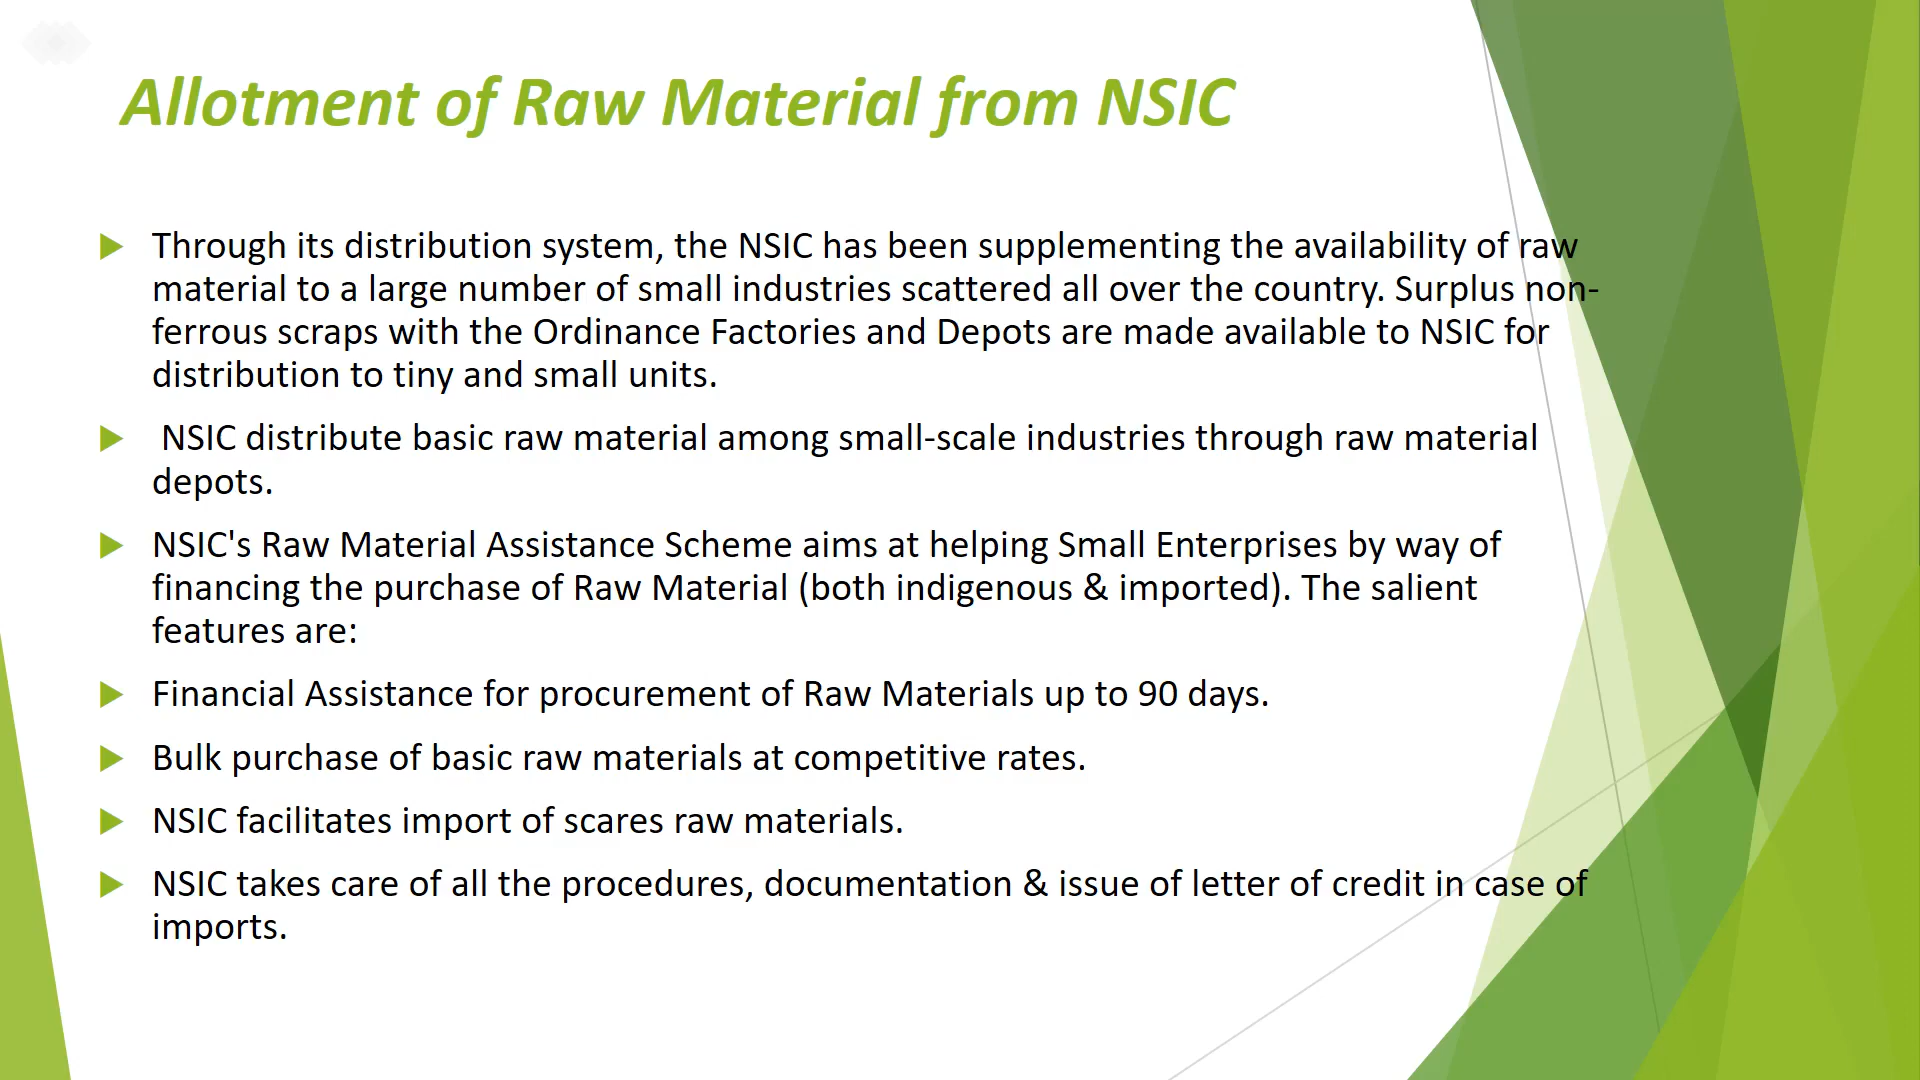 Allotment of Raw Material from NSIC
Through its distribution system, the NSIC has been supplementing the availability of raw
material to a large number of small industries scattered all over the country. Surplus non-
ferrous scraps with the Ordinance Factories and Depots are made available to NSIC for
distribution to tiny and small units.
NSIC distribute basic raw material among small-scale industries through raw material
depots.
NSIC's Raw Material Assistance Scheme aims at helping Small Enterprises by way of
financing the purchase of Raw Material (both indigenous & imported). The salient
features are:
Financial Assistance for procurement of Raw Materials up to 90 days.
Bulk purchase of basic raw materials at competitive rates.
NSIC facilitates import of scares raw materials.
NSIC takes care of all the procedures, documentation & issue of letter of credit in case of
imports.